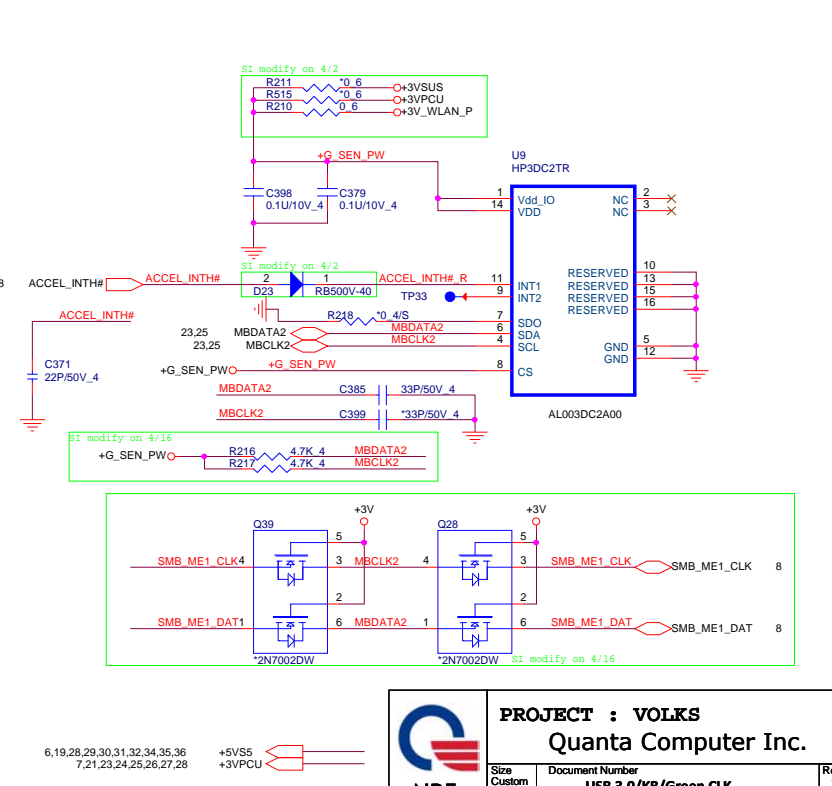 SI modify on 4/2
R211 *0_6 +3VSUS
R515 *0_6 +3VPCU
R210 0_6 +3V_WLAN_P
+G_SEN_PW
U9
HP3DC2TR
C398
0.1U/10V_4
C379
0.1U/10V_4
1 Vdd_IO NC 2
14 VDD NC 3
SI modify on 4/2
ACCEL_INTH# ACCEL_INTH# 2 1 ACCEL_INTH#_R 11 INT1
D23 RB500V-40
TP33 9 INT2
RESERVED 10
RESERVED 13
RESERVED 15
RESERVED 16
ACCEL_INTH#
R218 *0_4/S 7 SDO
23,25 MBDATA2 MBDATA2 6 SDA
23,25 MBCLK2 MBCLK2 4 SCL
GND 5
GND 12
C371
22P/50V_4
+G_SEN_PW +G_SEN_PW 8 CS
MBDATA2 C385 33P/50V_4
MBCLK2 C399 *33P/50V_4
AL003DC2A00
SI modify on 4/16
+G_SEN_PW R216 4.7K_4 MBDATA2
R217 4.7K_4 MBCLK2
+3V +3V
Q39 Q28
5 5
SMB_ME1_CLK 4 3 MBCLK2 4 3 SMB_ME1_CLK SMB_ME1_CLK 8
2 2
SMB_ME1_DAT 1 6 MBDATA2 1 6 SMB_ME1_DAT SMB_ME1_DAT 8
*2N7002DW *2N7002DW SI modify on 4/16
PROJECT : VOLKS
Quanta Computer Inc.
6,19,28,29,30,31,32,34,35,36 +5VS5
7,21,23,24,25,26,27,28 +3VPCU
Size Document Number
Custom USB 3.0/KB/Green CLK